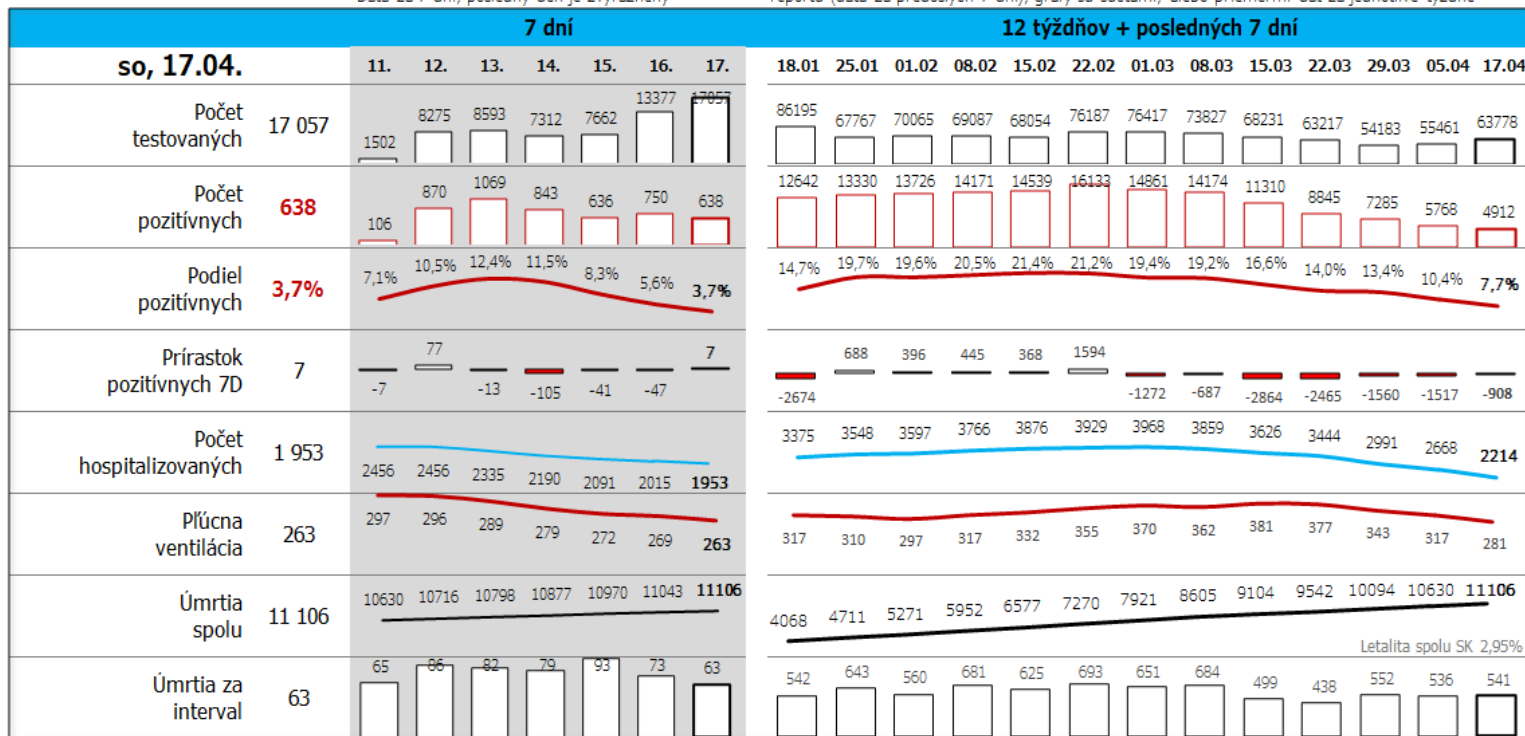 7 dní 12 týždňov + posledných 7 dní
so, 17.04. 11. 12. 13. 14. 15. 16. 17. 18.01 25.01 01.02 08.02 15.02 22.02 01.03 08.03 15.03 22.03 29.03 05.04 17.04
Počet testovaných 17 057 1502 8275 8593 7312 7662 13377 17057 86195 67767 70065 69087 68054 76187 76417 73827 68231 63217 54183 55461 63778
Počet pozitívnych 638 106 870 1069 843 636 750 638 12642 13330 13726 14171 14539 16133 14861 14174 11310 8845 7285 5768 4912
Podiel pozitívnych 3,7% 7,1% 10,5% 12,4% 11,5% 8,3% 5,6% 3,7% 14,7% 19,7% 19,6% 20,5% 21,4% 21,2% 19,4% 19,2% 16,6% 14,0% 13,4% 10,4% 7,7%
Prírastok pozitívnych 7D 7 -7 77 -13 -105 -41 -47 7 -2674 688 396 445 368 1594 -1272 -687 -2864 -2465 -1560 -1517 -908
Počet hospitalizovaných 1 953 2456 2456 2335 2190 2091 2015 1953 3375 3548 3597 3766 3876 3929 3968 3859 3626 3444 2991 2668 2214
Pľúcna ventilácia 263 297 296 289 279 272 269 263 317 310 297 317 332 355 370 362 381 377 343 317 281
Úmrtia spolu 11 106 10630 10716 10798 10877 10970 11043 11106 4068 4711 5271 5952 6577 7270 7921 8605 9104 9542 10094 10630 11106
Letalita spolu SK 2,95%
Úmrtia za interval 63 65 86 82 79 93 73 63 542 643 560 681 625 693 651 684 499 438 552 536 541